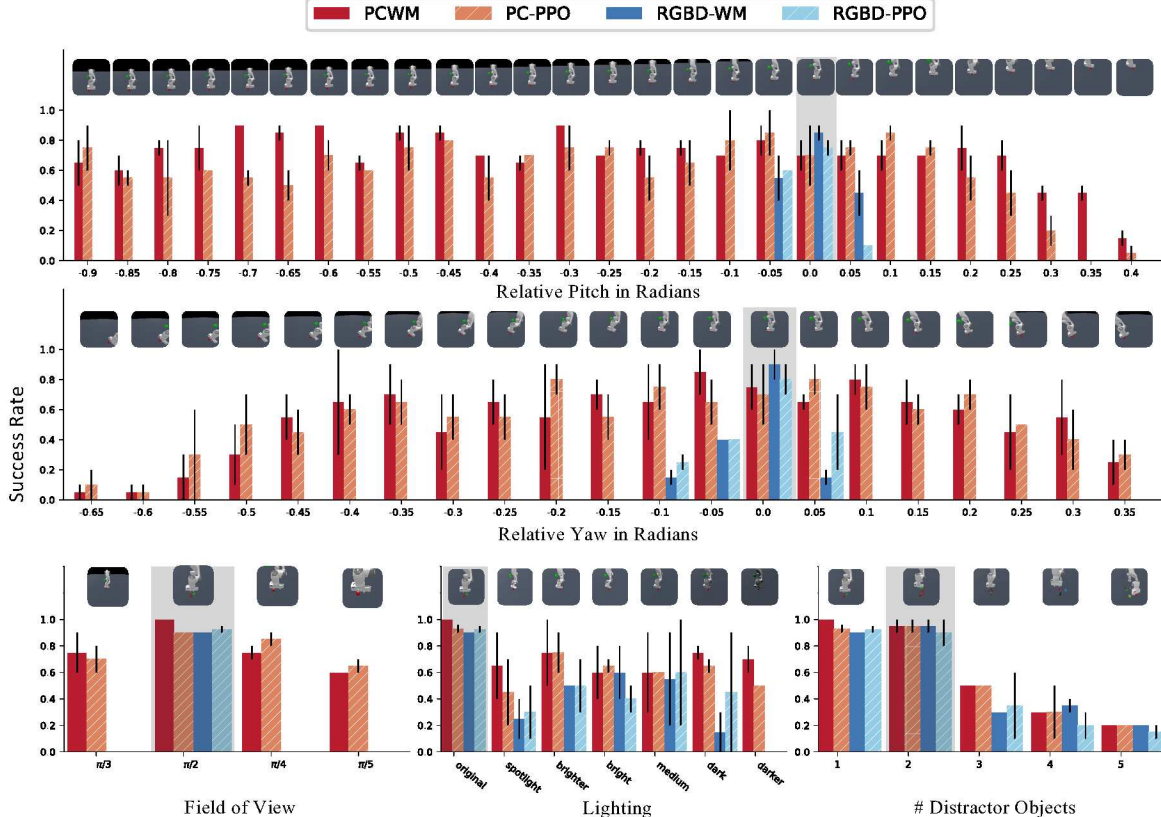 PCWM PC-PPO RGBD-WM RGBD-PPO
1.0
0.8
0.6
0.4
0.2
0.0
-0.9 -0.85 -0.8 -0.75 -0.7 -0.65 -0.6 -0.55 -0.5 -0.45 -0.4 -0.35 -0.3 -0.25 -0.2 -0.15 -0.1 -0.05 0.0 0.05 0.1 0.15 0.2 0.25 0.3 0.35 0.4
Relative Pitch in Radians
Success Rate
1.0
0.8
0.6
0.4
0.2
0.0
-0.65 -0.6 -0.55 -0.5 -0.45 -0.4 -0.35 -0.3 -0.25 -0.2 -0.15 -0.1 -0.05 0.0 0.05 0.1 0.15 0.2 0.25 0.3 0.35
Relative Yaw in Radians
1.0
0.8
0.6
0.4
0.2
0.0
π/3 π/2 π/4 π/5
Field of View
1.0
0.8
0.6
0.4
0.2
0.0
original spotlight brighter bright medium dark darker
Lighting
1.0
0.8
0.6
0.4
0.2
0.0
1 2 3 4 5
# Distractor Objects